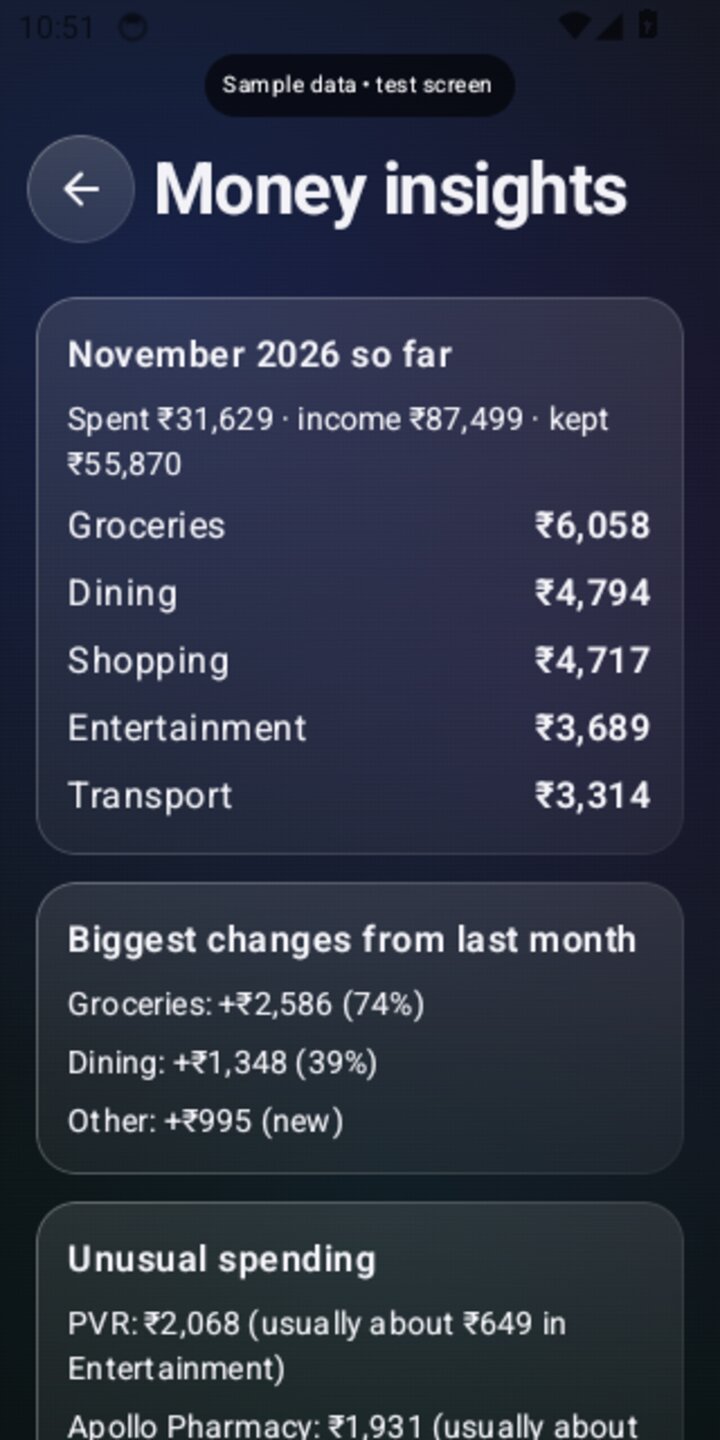 10:51
Sample data • test screen
Money insights
November 2026 so far
Spent ₹31,629 · income ₹87,499 · kept
₹55,870
Groceries ₹6,058
Dining ₹4,794
Shopping ₹4,717
Entertainment ₹3,689
Transport ₹3,314
Biggest changes from last month
Groceries: +₹2,586 (74%)
Dining: +₹1,348 (39%)
Other: +₹995 (new)
Unusual spending
PVR: ₹2,068 (usually about ₹649 in
Entertainment)
Apollo Pharmacy: ₹1,931 (usually about